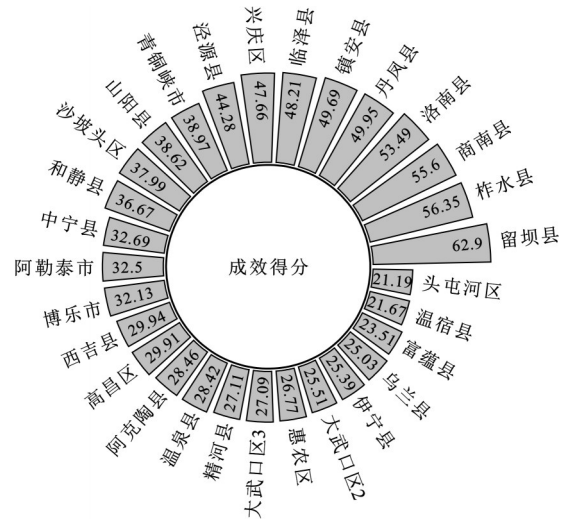 成效得分
留坝县 62.9
柞水县 56.35
商南县 55.6
洛南县 53.49
丹凤县 49.95
镇安县 49.69
临泽县 48.21
兴庆区 47.66
泾源县 44.28
青铜峡市 38.97
山阳县 38.62
沙坡头区 37.99
和静县 36.67
中宁县 32.69
阿勒泰市 32.5
博乐市 32.13
西吉县 29.94
高昌区 29.91
阿克陶县 28.46
温泉县 28.42
精河县 27.11
大武口区3 27.09
惠农区 26.77
大武口区2 25.51
伊宁县 25.39
乌兰县 25.03
富蕴县 23.51
温宿县 21.67
头屯河区 21.19